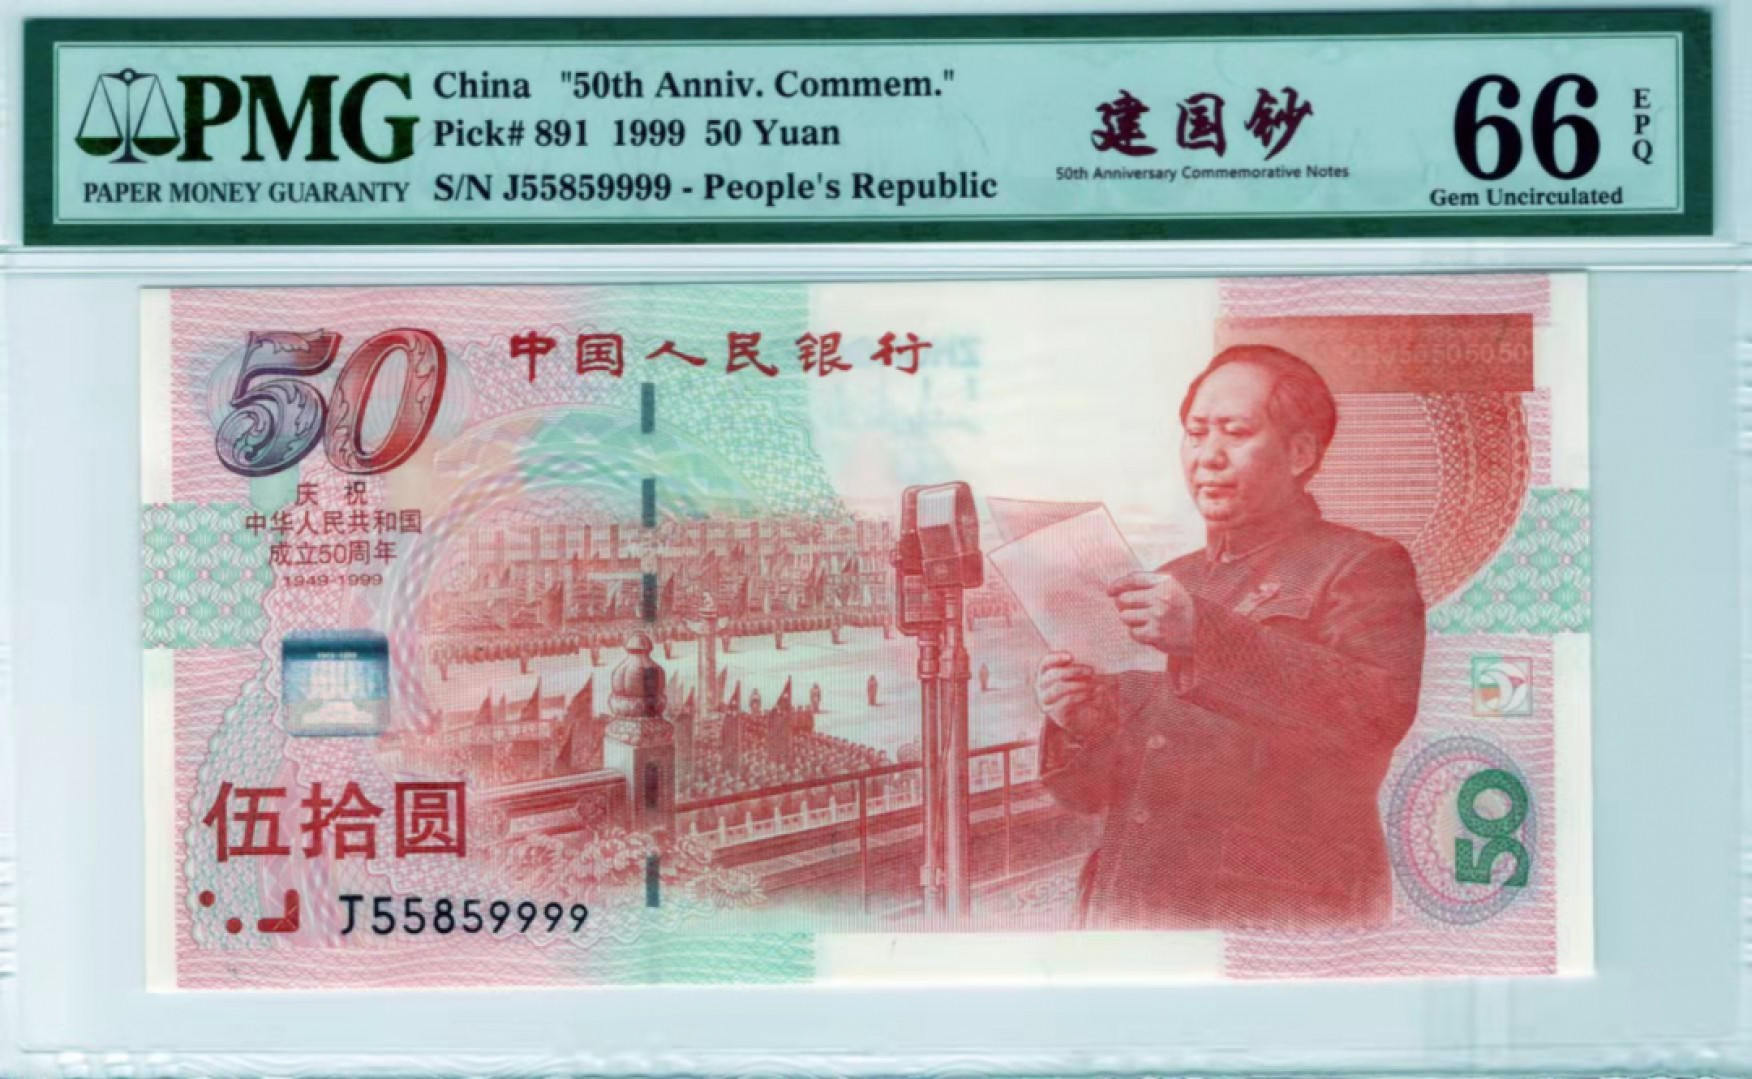 PMG
PAPER MONEY GUARANTY
China "50th Anniv. Commem."
Pick# 891 1999 50 Yuan
S/N J55859999 - People's Republic
建国钞
50th Anniversary Commemorative Notes
66
EPQ
Gem Uncirculated
50
中国人民银行
庆祝
中华人民共和国
成立50周年
1949-1999
伍拾圆
J55859999
50